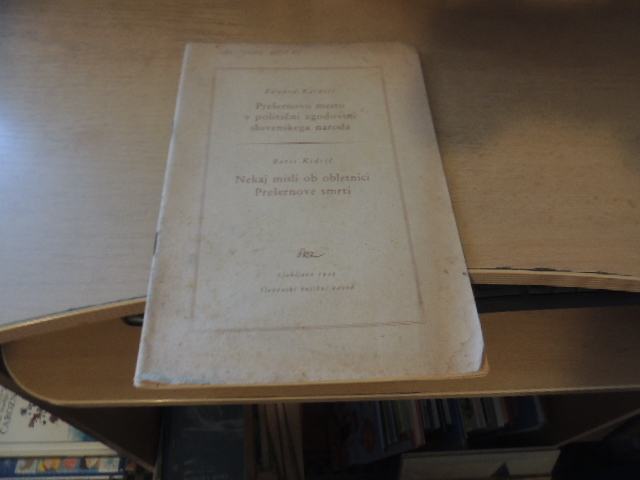 Edvard Kardelj
Prešernovo mesto
v politični zgodovini
slovenskega naroda
Boris Kidrič
Nekaj misli ob obletnici
Prešernove smrti
Ljubljana
Slovenski knjižni zavod